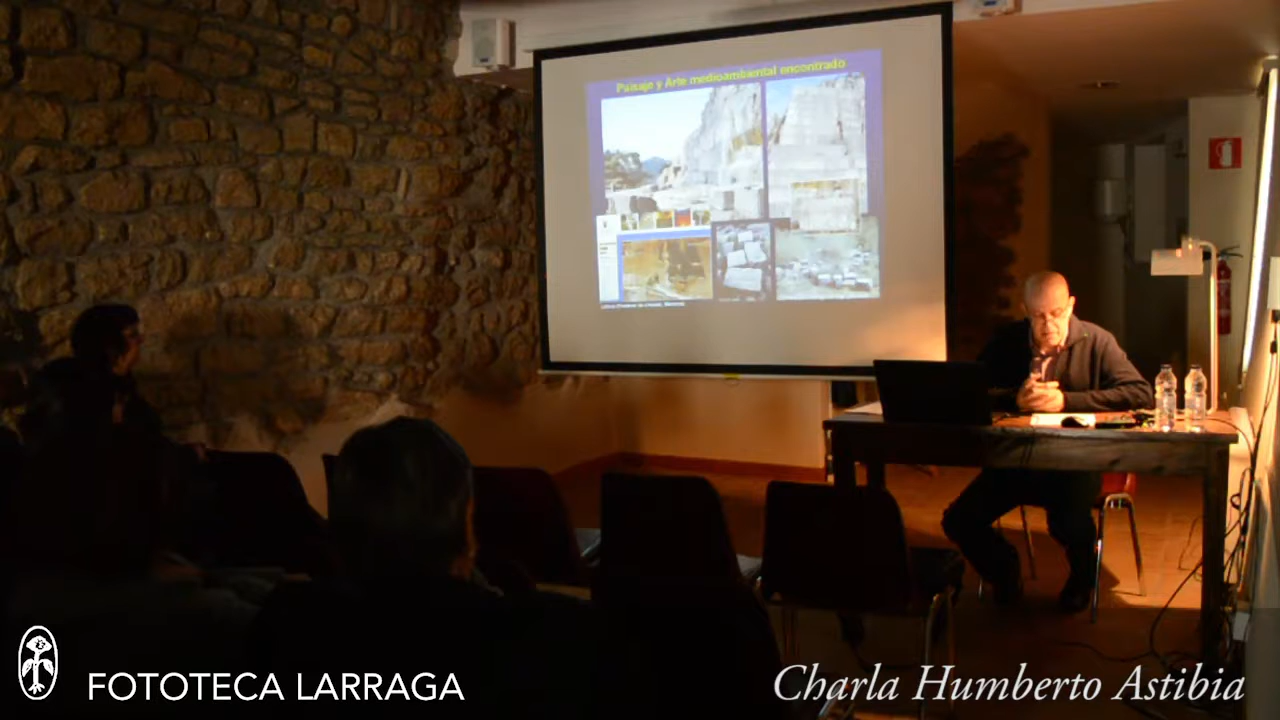 Paisaje y Arte medioambiental encontrado
FOTOTECA LARRAGA
Charla Humberto Astibia